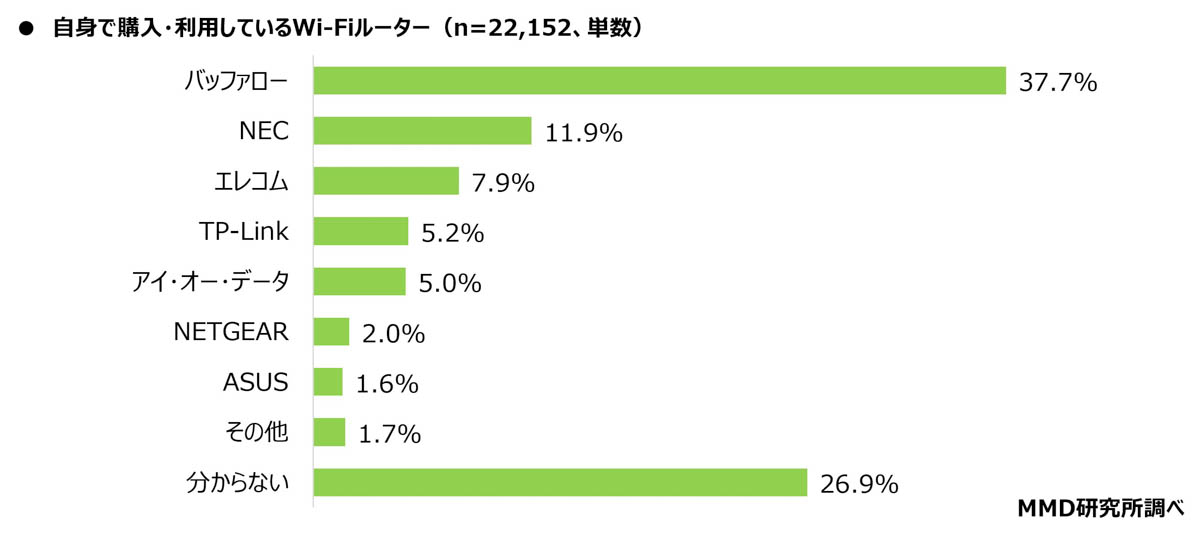 ● 自身で購入・利用しているWi-Fiルーター（n=22,152、単数）
バッファロー 37.7%
NEC 11.9%
エレコム 7.9%
TP-Link 5.2%
アイ・オー・データ 5.0%
NETGEAR 2.0%
ASUS 1.6%
その他 1.7%
分からない 26.9%
MMD研究所調べ